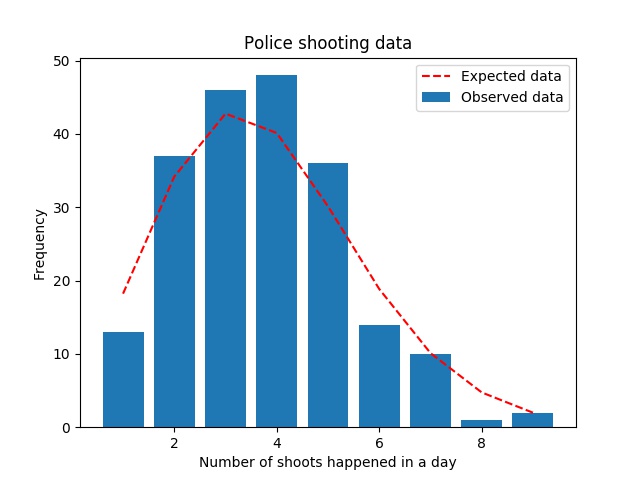 Police shooting data
50
40
30
20
10
0
Frequency
Expected data
Observed data
2 4 6 8
Number of shoots happened in a day